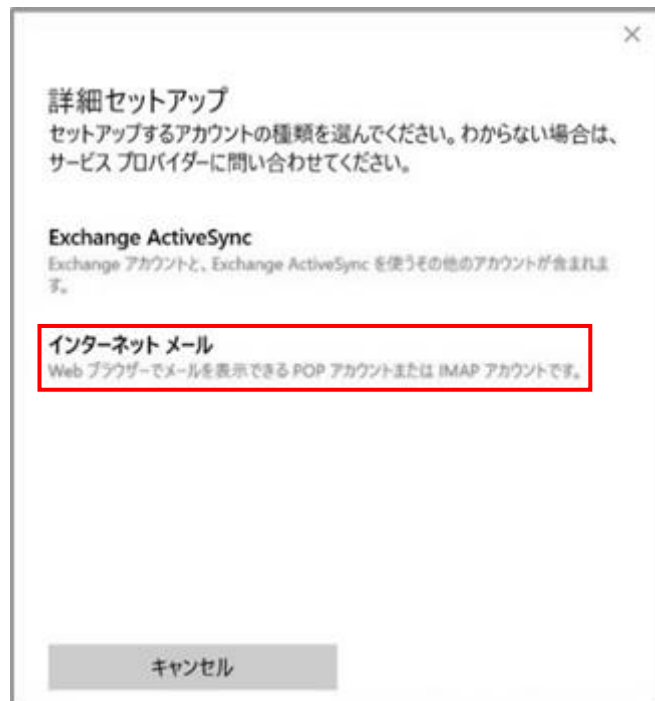 詳細セットアップ
セットアップするアカウントの種類を選んでください。わからない場合は、
サービス プロバイダーに問い合わせてください。
Exchange ActiveSync
Exchange アカウントと、Exchange ActiveSync を使うその他のアカウントが含まれま
す。
インターネット メール
Web ブラウザーでメールを表示できる POP アカウントまたは IMAP アカウントです。
キャンセル